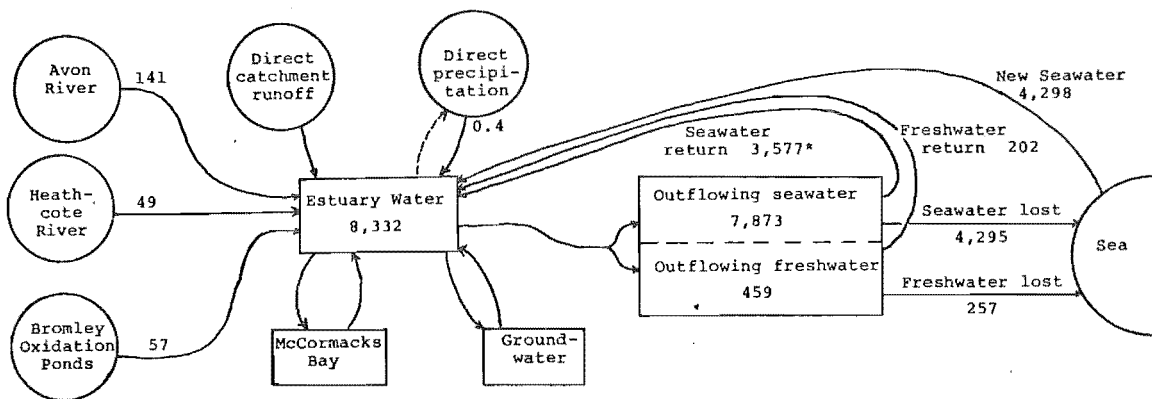 Avon
River
141
Direct
catchment
runoff
Direct
precipi-
tation
0.4
New Seawater
4,298
Seawater
return 3,577*
Freshwater
return 202
Heath-
cote
River
49
Estuary Water
8,332
Outflowing seawater
7,873
Outflowing freshwater
459
Seawater lost
4,295
Freshwater lost
257
Sea
Bromley
Oxidation
Ponds
57
McCormacks
Bay
Ground-
water